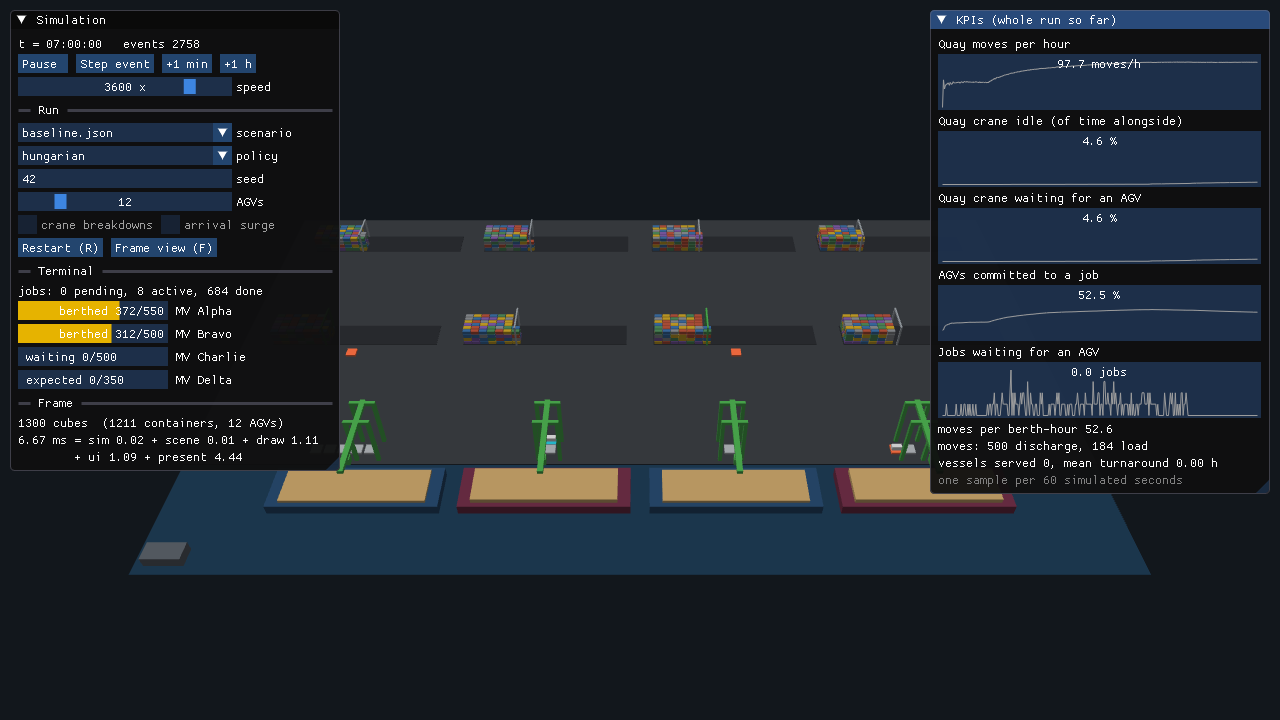 Simulation
t = 07:00:00   events 2758
Pause Step event +1 min +1 h
3600 x speed
Run
baseline.json scenario
hungarian policy
42 seed
12 AGVs
crane breakdowns arrival surge
Restart (R) Frame view (F)
Terminal
jobs: 0 pending, 8 active, 684 done
berthed 372/550 MV Alpha
berthed 312/500 MV Bravo
waiting 0/500 MV Charlie
expected 0/350 MV Delta
Frame
1350 cubes  (1211 containers, 12 AGVs)
6.67 ms = sim 0.02 + scene 0.01 + draw 1.11
+ ui 1.09 + present 4.44
KPIs (whole run so far)
Quay moves per hour
97.7 moves/h
Quay crane idle (of time alongside)
4.6 %
Quay crane waiting for an AGV
4.6 %
AGVs committed to a job
52.5 %
Jobs waiting for an AGV
0.0 jobs
moves per berth-hour 52.6
moves: 500 discharge, 184 load
vessels served 0, mean turnaround 0.00 h
one sample per 60 simulated seconds